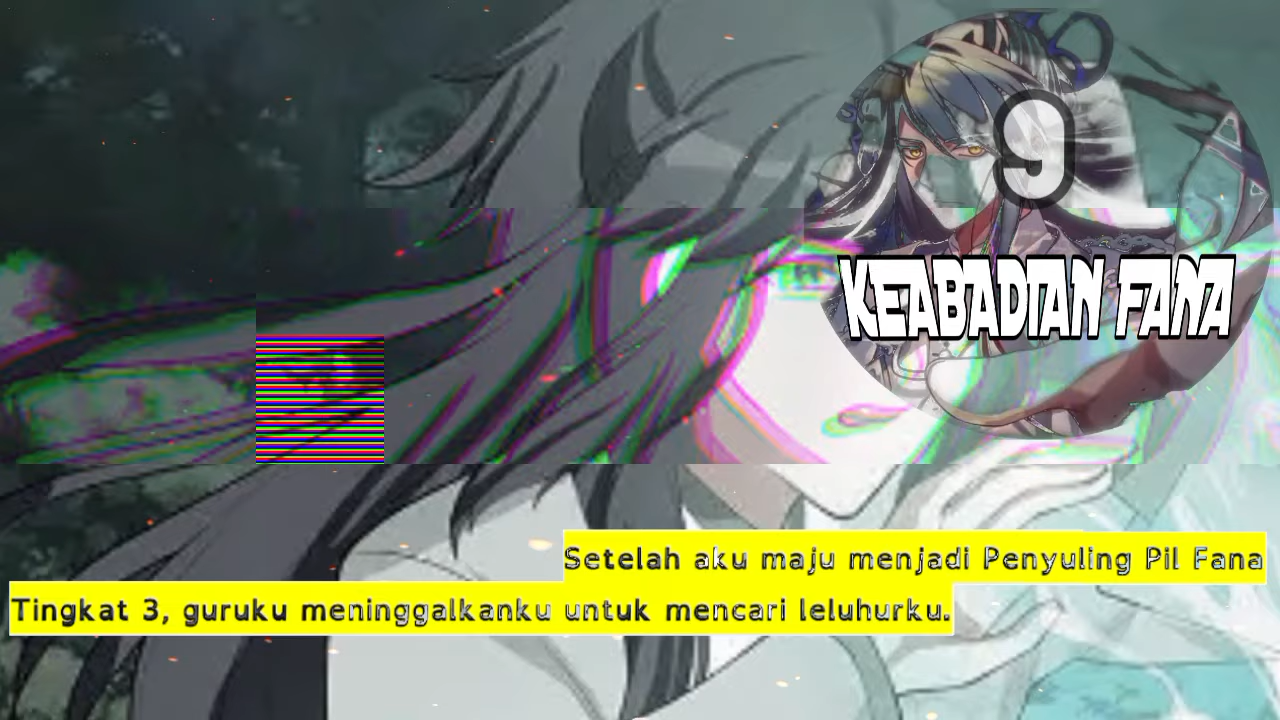 9
KEABADIAN FANA
Setelah aku maju menjadi Penyuling Pil Fana
Tingkat 3, guruku meninggalkanku untuk mencari leluhurku.